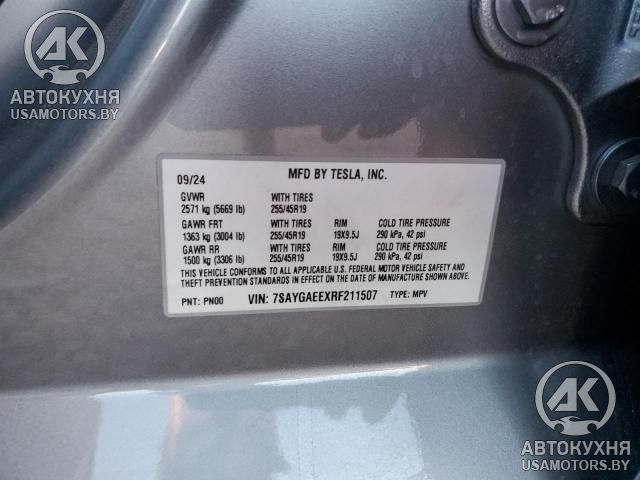 AK
АВТОКУХНЯ
USAMOTORS.BY
09/24 MFD BY TESLA, INC.
GVWR WITH TIRES
2571 kg (5669 lb) 255/45R19
GAWR FRT WITH TIRES RIM COLD TIRE PRESSURE
1363 kg (3004 lb) 255/45R19 19X9.5J 290 kPa, 42 psi
GAWR RR WITH TIRES RIM COLD TIRE PRESSURE
1500 kg (3306 lb) 255/45R19 19X9.5J 290 kPa, 42 psi
THIS VEHICLE CONFORMS TO ALL APPLICABLE U.S. FEDERAL MOTOR VEHICLE SAFETY AND
THEFT PREVENTION STANDARDS IN EFFECT ON THE DATE OF MANUFACTURE SHOWN ABOVE.
PNT: PN00 VIN: 7SAYGAEEXRF211507 TYPE: MPV
AK
АВТОКУХНЯ
USAMOTORS.BY